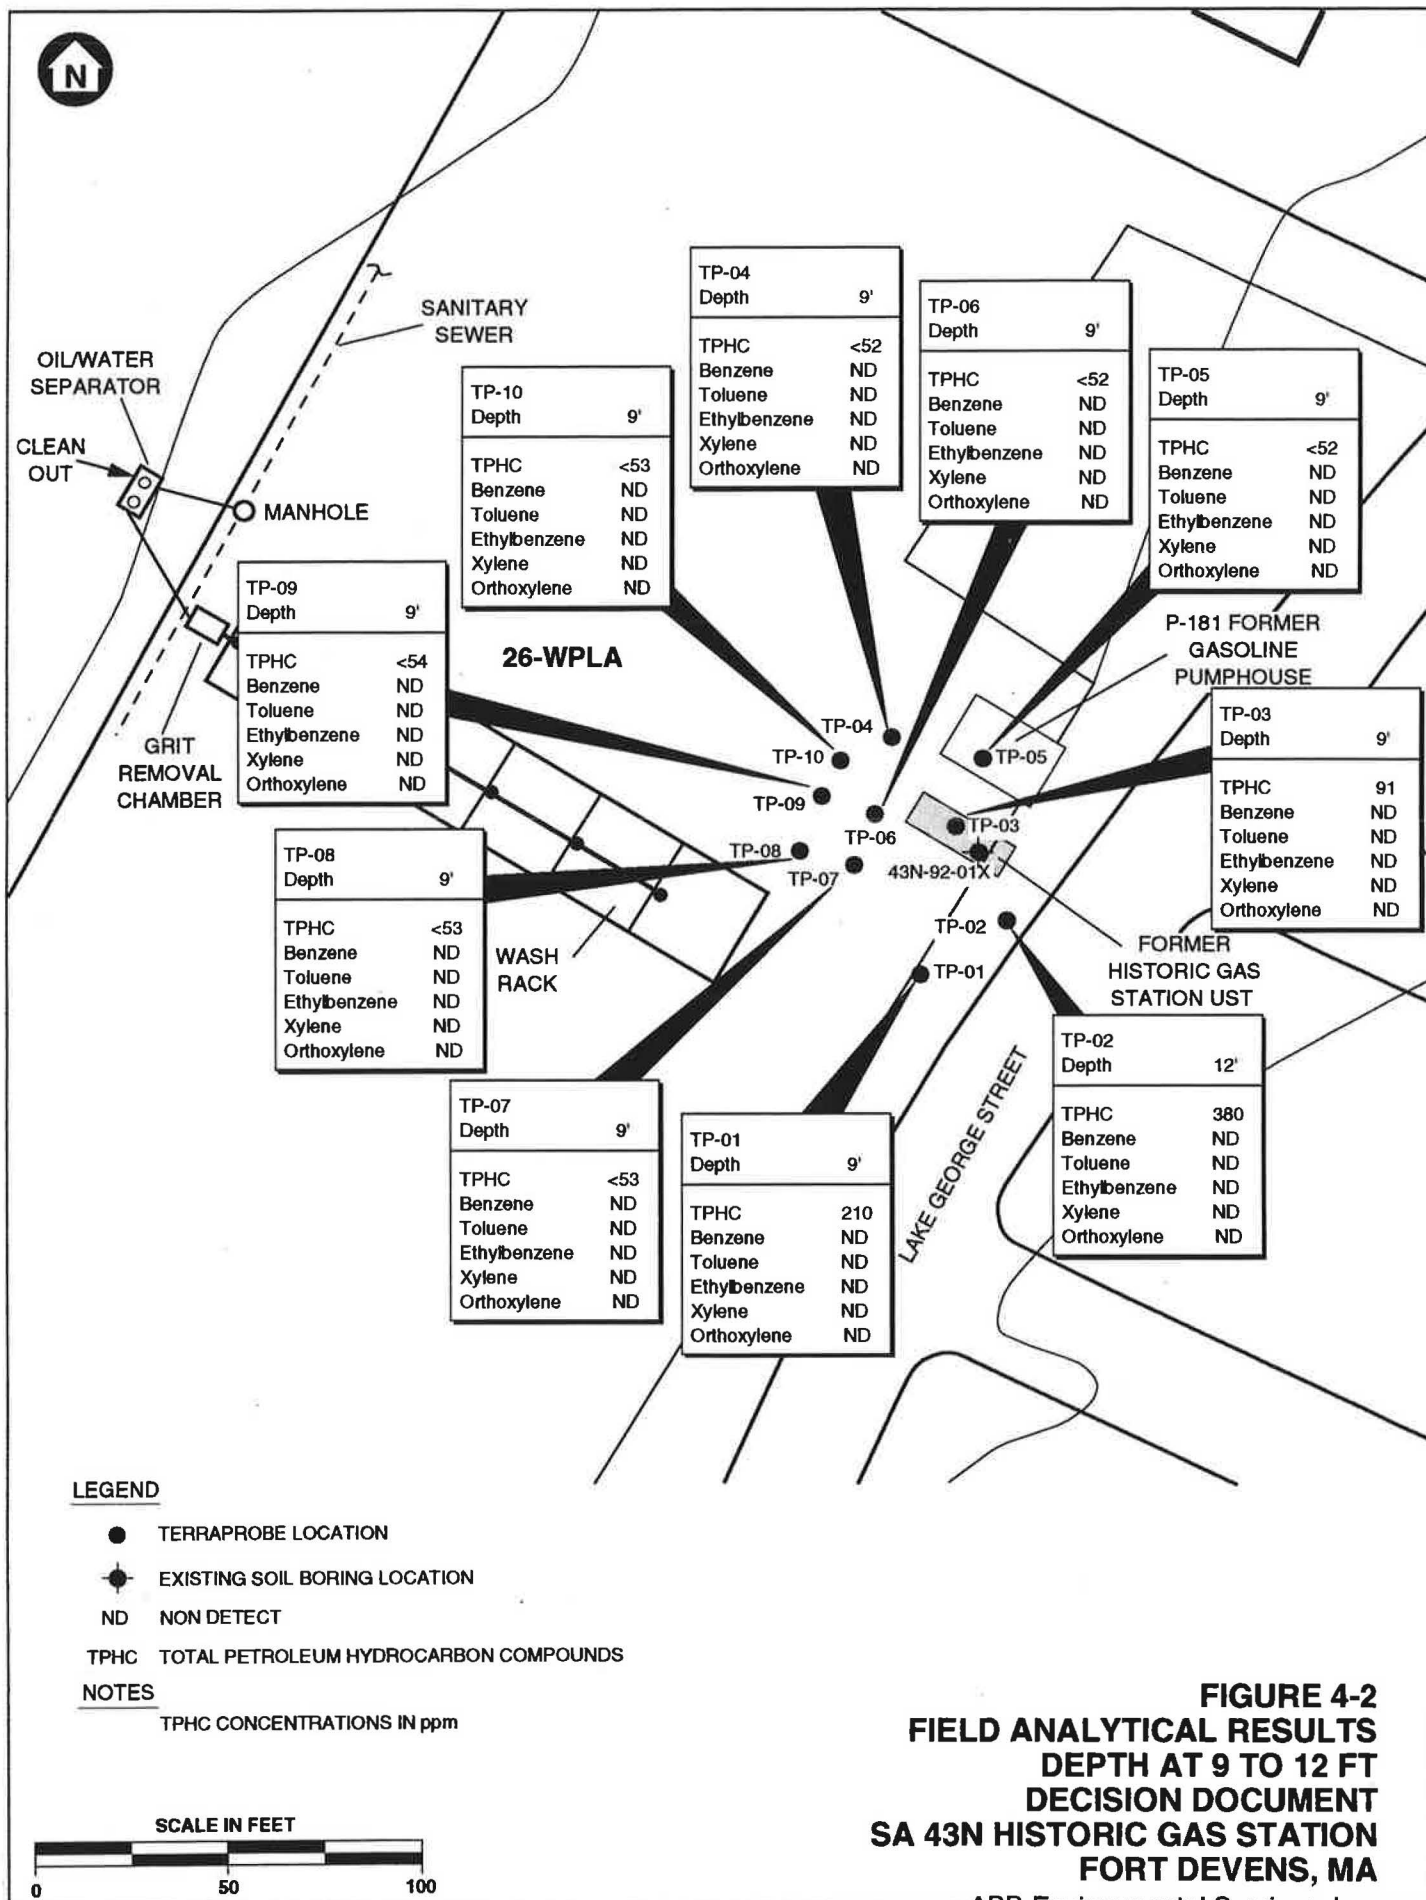 N
SANITARY
SEWER
OIL/WATER
SEPARATOR
CLEAN
OUT
MANHOLE
GRIT
REMOVAL
CHAMBER
26-WPLA
TP-04
Depth 9'
TPHC <52
Benzene ND
Toluene ND
Ethylbenzene ND
Xylene ND
Orthoxylene ND
TP-06
Depth 9'
TPHC <52
Benzene ND
Toluene ND
Ethylbenzene ND
Xylene ND
Orthoxylene ND
TP-05
Depth 9'
TPHC <52
Benzene ND
Toluene ND
Ethylbenzene ND
Xylene ND
Orthoxylene ND
TP-10
Depth 9'
TPHC <53
Benzene ND
Toluene ND
Ethylbenzene ND
Xylene ND
Orthoxylene ND
TP-09
Depth 9'
TPHC <54
Benzene ND
Toluene ND
Ethylbenzene ND
Xylene ND
Orthoxylene ND
P-181 FORMER
GASOLINE
PUMPHOUSE
TP-03
Depth 9'
TPHC 91
Benzene ND
Toluene ND
Ethylbenzene ND
Xylene ND
Orthoxylene ND
TP-04
TP-10
TP-05
TP-09
TP-06
TP-03
TP-08
TP-07
43N-92-01X
TP-02
TP-01
TP-08
Depth 9'
TPHC <53
Benzene ND
Toluene ND
Ethylbenzene ND
Xylene ND
Orthoxylene ND
WASH
RACK
FORMER
HISTORIC GAS
STATION UST
TP-02
Depth 12'
TPHC 380
Benzene ND
Toluene ND
Ethylbenzene ND
Xylene ND
Orthoxylene ND
TP-07
Depth 9'
TPHC <53
Benzene ND
Toluene ND
Ethylbenzene ND
Xylene ND
Orthoxylene ND
TP-01
Depth 9'
TPHC 210
Benzene ND
Toluene ND
Ethylbenzene ND
Xylene ND
Orthoxylene ND
LAKE GEORGE STREET
LEGEND
TERRAPROBE LOCATION
EXISTING SOIL BORING LOCATION
ND NON DETECT
TPHC TOTAL PETROLEUM HYDROCARBON COMPOUNDS
NOTES
TPHC CONCENTRATIONS IN ppm
SCALE IN FEET
0 50 100
FIGURE 4-2
FIELD ANALYTICAL RESULTS
DEPTH AT 9 TO 12 FT
DECISION DOCUMENT
SA 43N HISTORIC GAS STATION
FORT DEVENS, MA